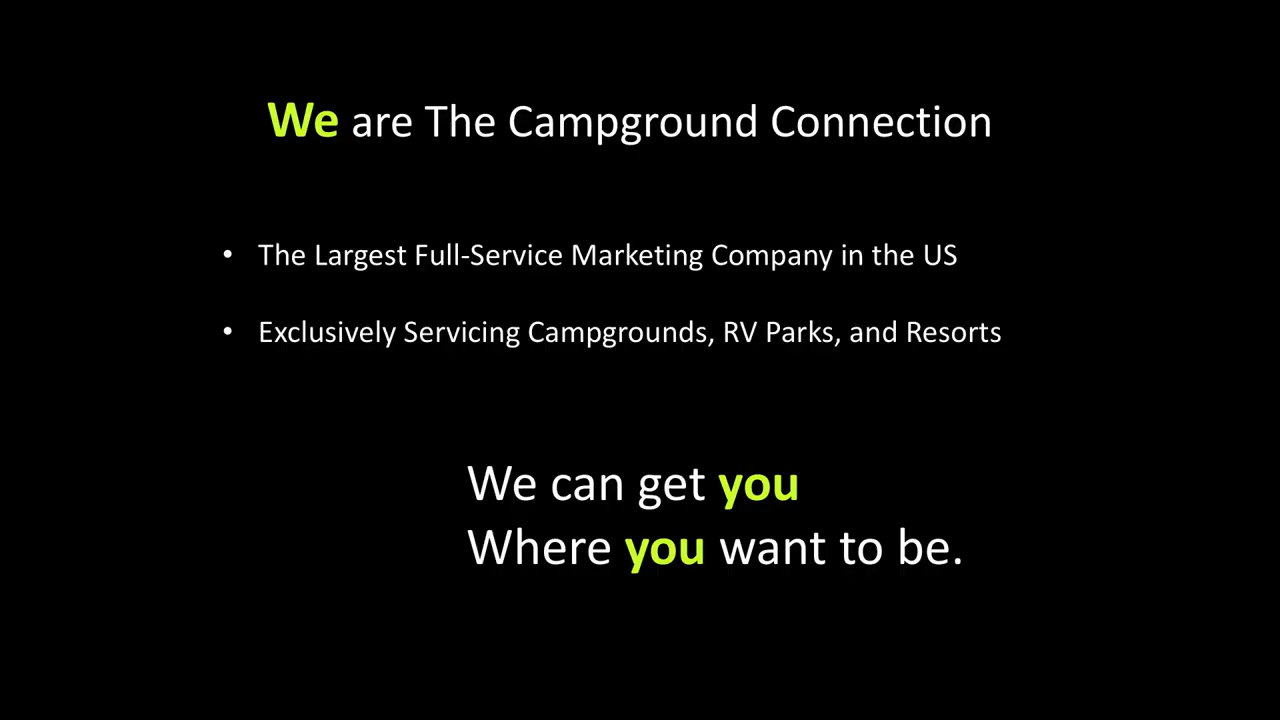 We are The Campground Connection
• The Largest Full-Service Marketing Company in the US
• Exclusively Servicing Campgrounds, RV Parks, and Resorts
We can get you
Where you want to be.